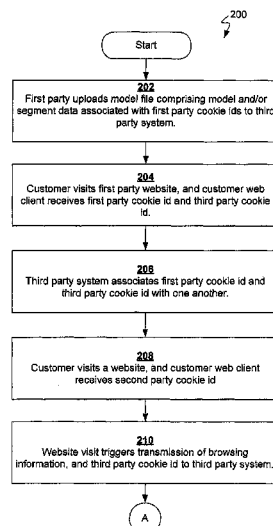 200
Start
202
First party uploads model file comprising model and/or
segment data associated with first party cookie ids to third
party system.
204
Customer visits first party website, and customer web
client receives first party cookie id and third party cookie
id.
206
Third party system associates first party cookie id and
third party cookie id with one another.
208
Customer visits a website, and customer web client
receives second party cookie id
210
Website visit triggers transmission of browsing
information, and third party cookie id to third party system.
A